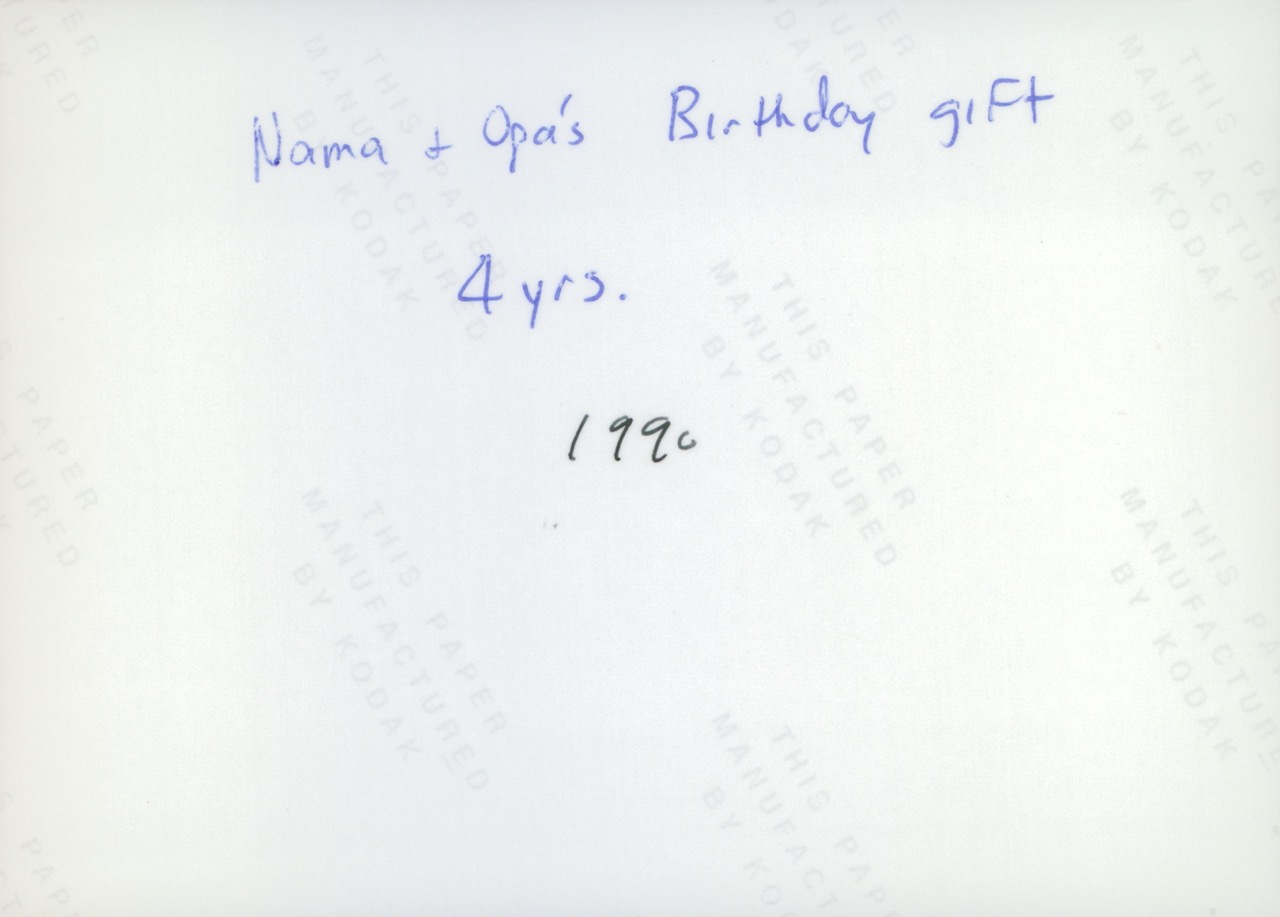 Nama + Opa's Birthday gift
4 yrs.
1990
THIS PAPER
MANUFACTURED
BY KODAK